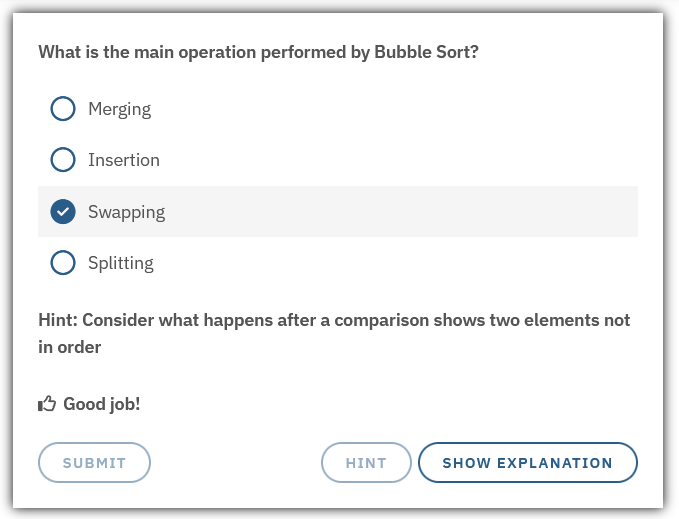 What is the main operation performed by Bubble Sort?
Merging
Insertion
Swapping
Splitting
Hint: Consider what happens after a comparison shows two elements not
in order
Good job!
SUBMIT
HINT
SHOW EXPLANATION